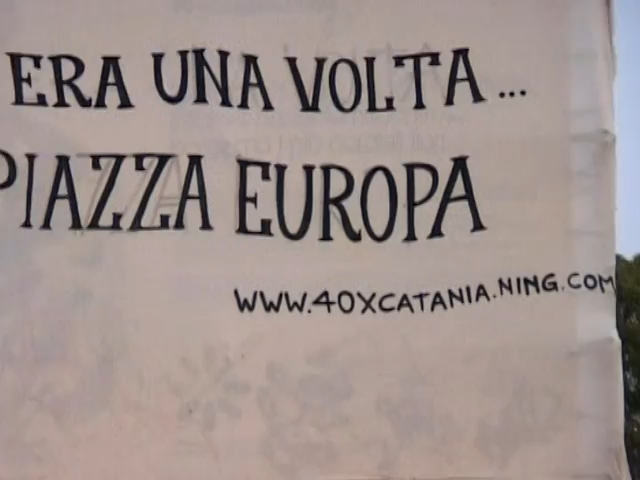 ERA UNA VOLTA...
PIAZZA EUROPA
WWW.40XCATANIA.NING.COM